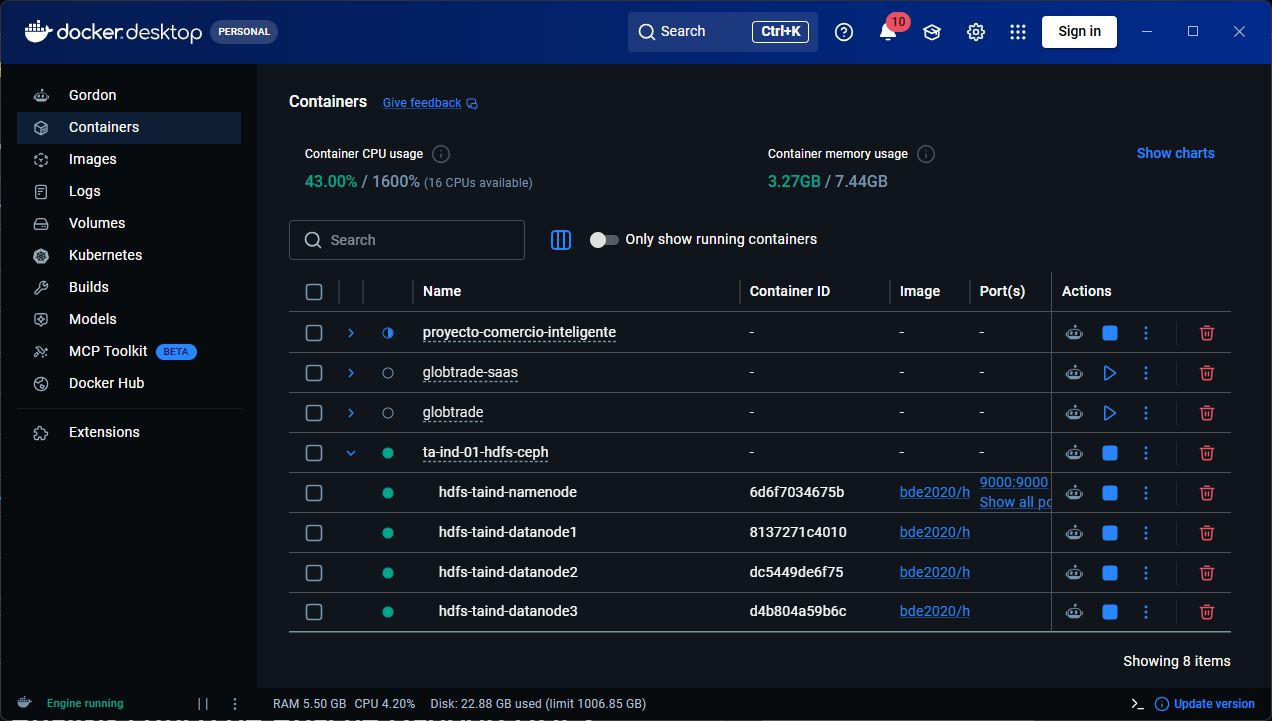 docker.desktop PERSONAL Search Ctrl+K 10 Sign in
Gordon
Containers
Images
Logs
Volumes
Kubernetes
Builds
Models
MCP Toolkit BETA
Docker Hub
Extensions
Containers Give feedback
Container CPU usage
43.00% / 1600% (16 CPUs available)
Container memory usage
3.27GB / 7.44GB
Show charts
Search
Only show running containers
Name Container ID Image Port(s) Actions
proyecto-comercio-inteligente - - -
globtrade-saas - - -
globtrade - - -
ta-ind-01-hdfs-ceph - - -
hdfs-taind-namenode 6d6f7034675b bde2020/h 9000:9000
Show all po
hdfs-taind-datanode1 8137271c4010 bde2020/h
hdfs-taind-datanode2 dc5449de6f75 bde2020/h
hdfs-taind-datanode3 d4b804a59b6c bde2020/h
Showing 8 items
Engine running RAM 5.50 GB CPU 4.20% Disk: 22.88 GB used (limit 1006.85 GB) Update version